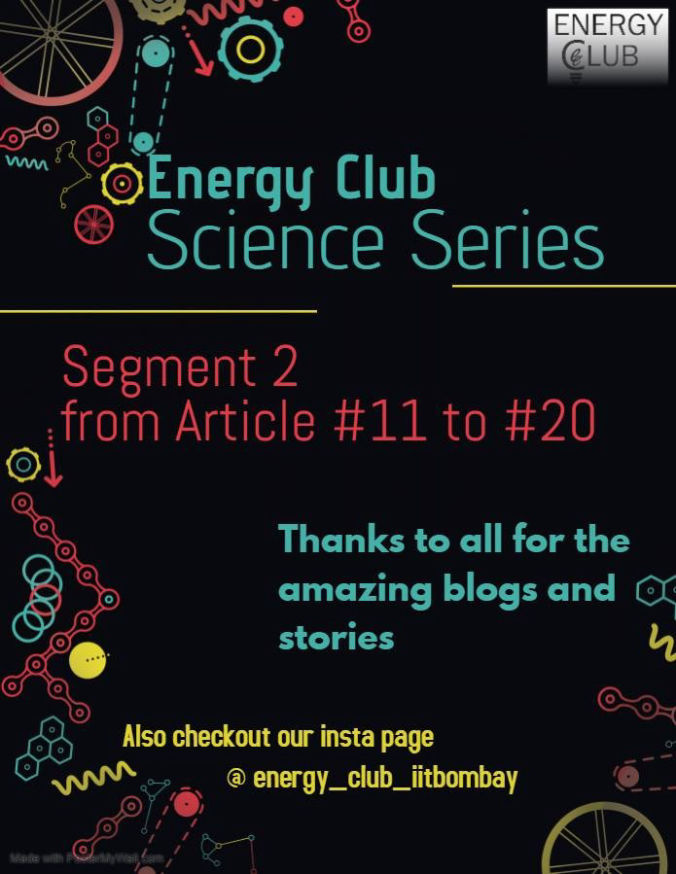 ENERGY
CLUB
Energy Club
Science Series
Segment 2
from Article #11 to #20
Thanks to all for the
amazing blogs and
stories
Also checkout our insta page
@ energy_club_iitbombay
Made with PosterMyWall.com